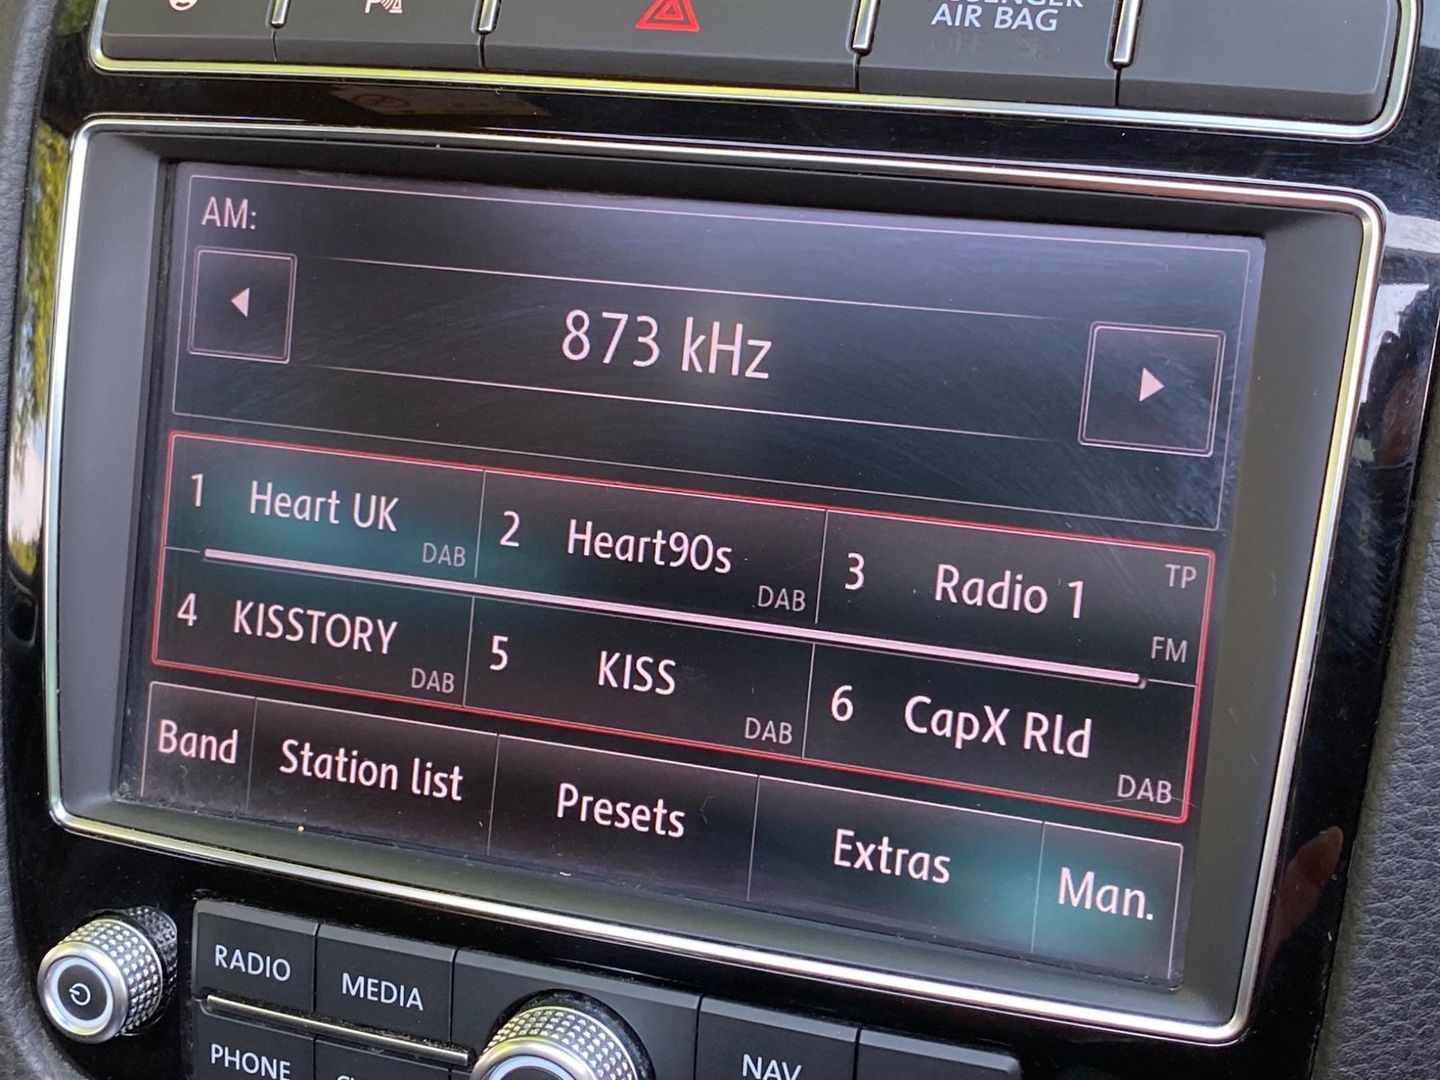 AIR BAG
AM:
873 kHz
1 Heart UK DAB
2 Heart90s DAB
3 Radio 1 TP FM
4 KISSTORY DAB
5 KISS DAB
6 CapX Rld DAB
Band Station list Presets Extras Man.
RADIO MEDIA
PHONE NAV